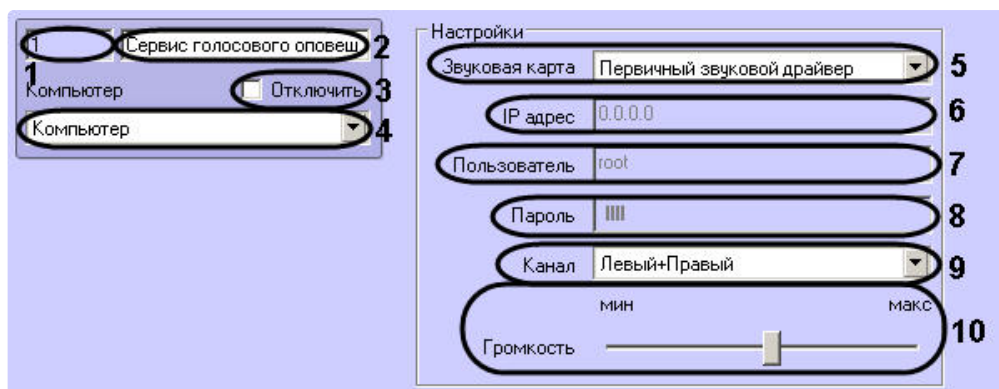 1 Сервис голосового оповещ 2
1
Компьютер Отключить 3
Компьютер 4
Настройки
Звуковая карта Первичный звуковой драйвер 5
IP адрес 0.0.0.0 6
Пользователь root 7
Пароль 8
Канал Левый+Правый 9
мин макс
Громкость 10